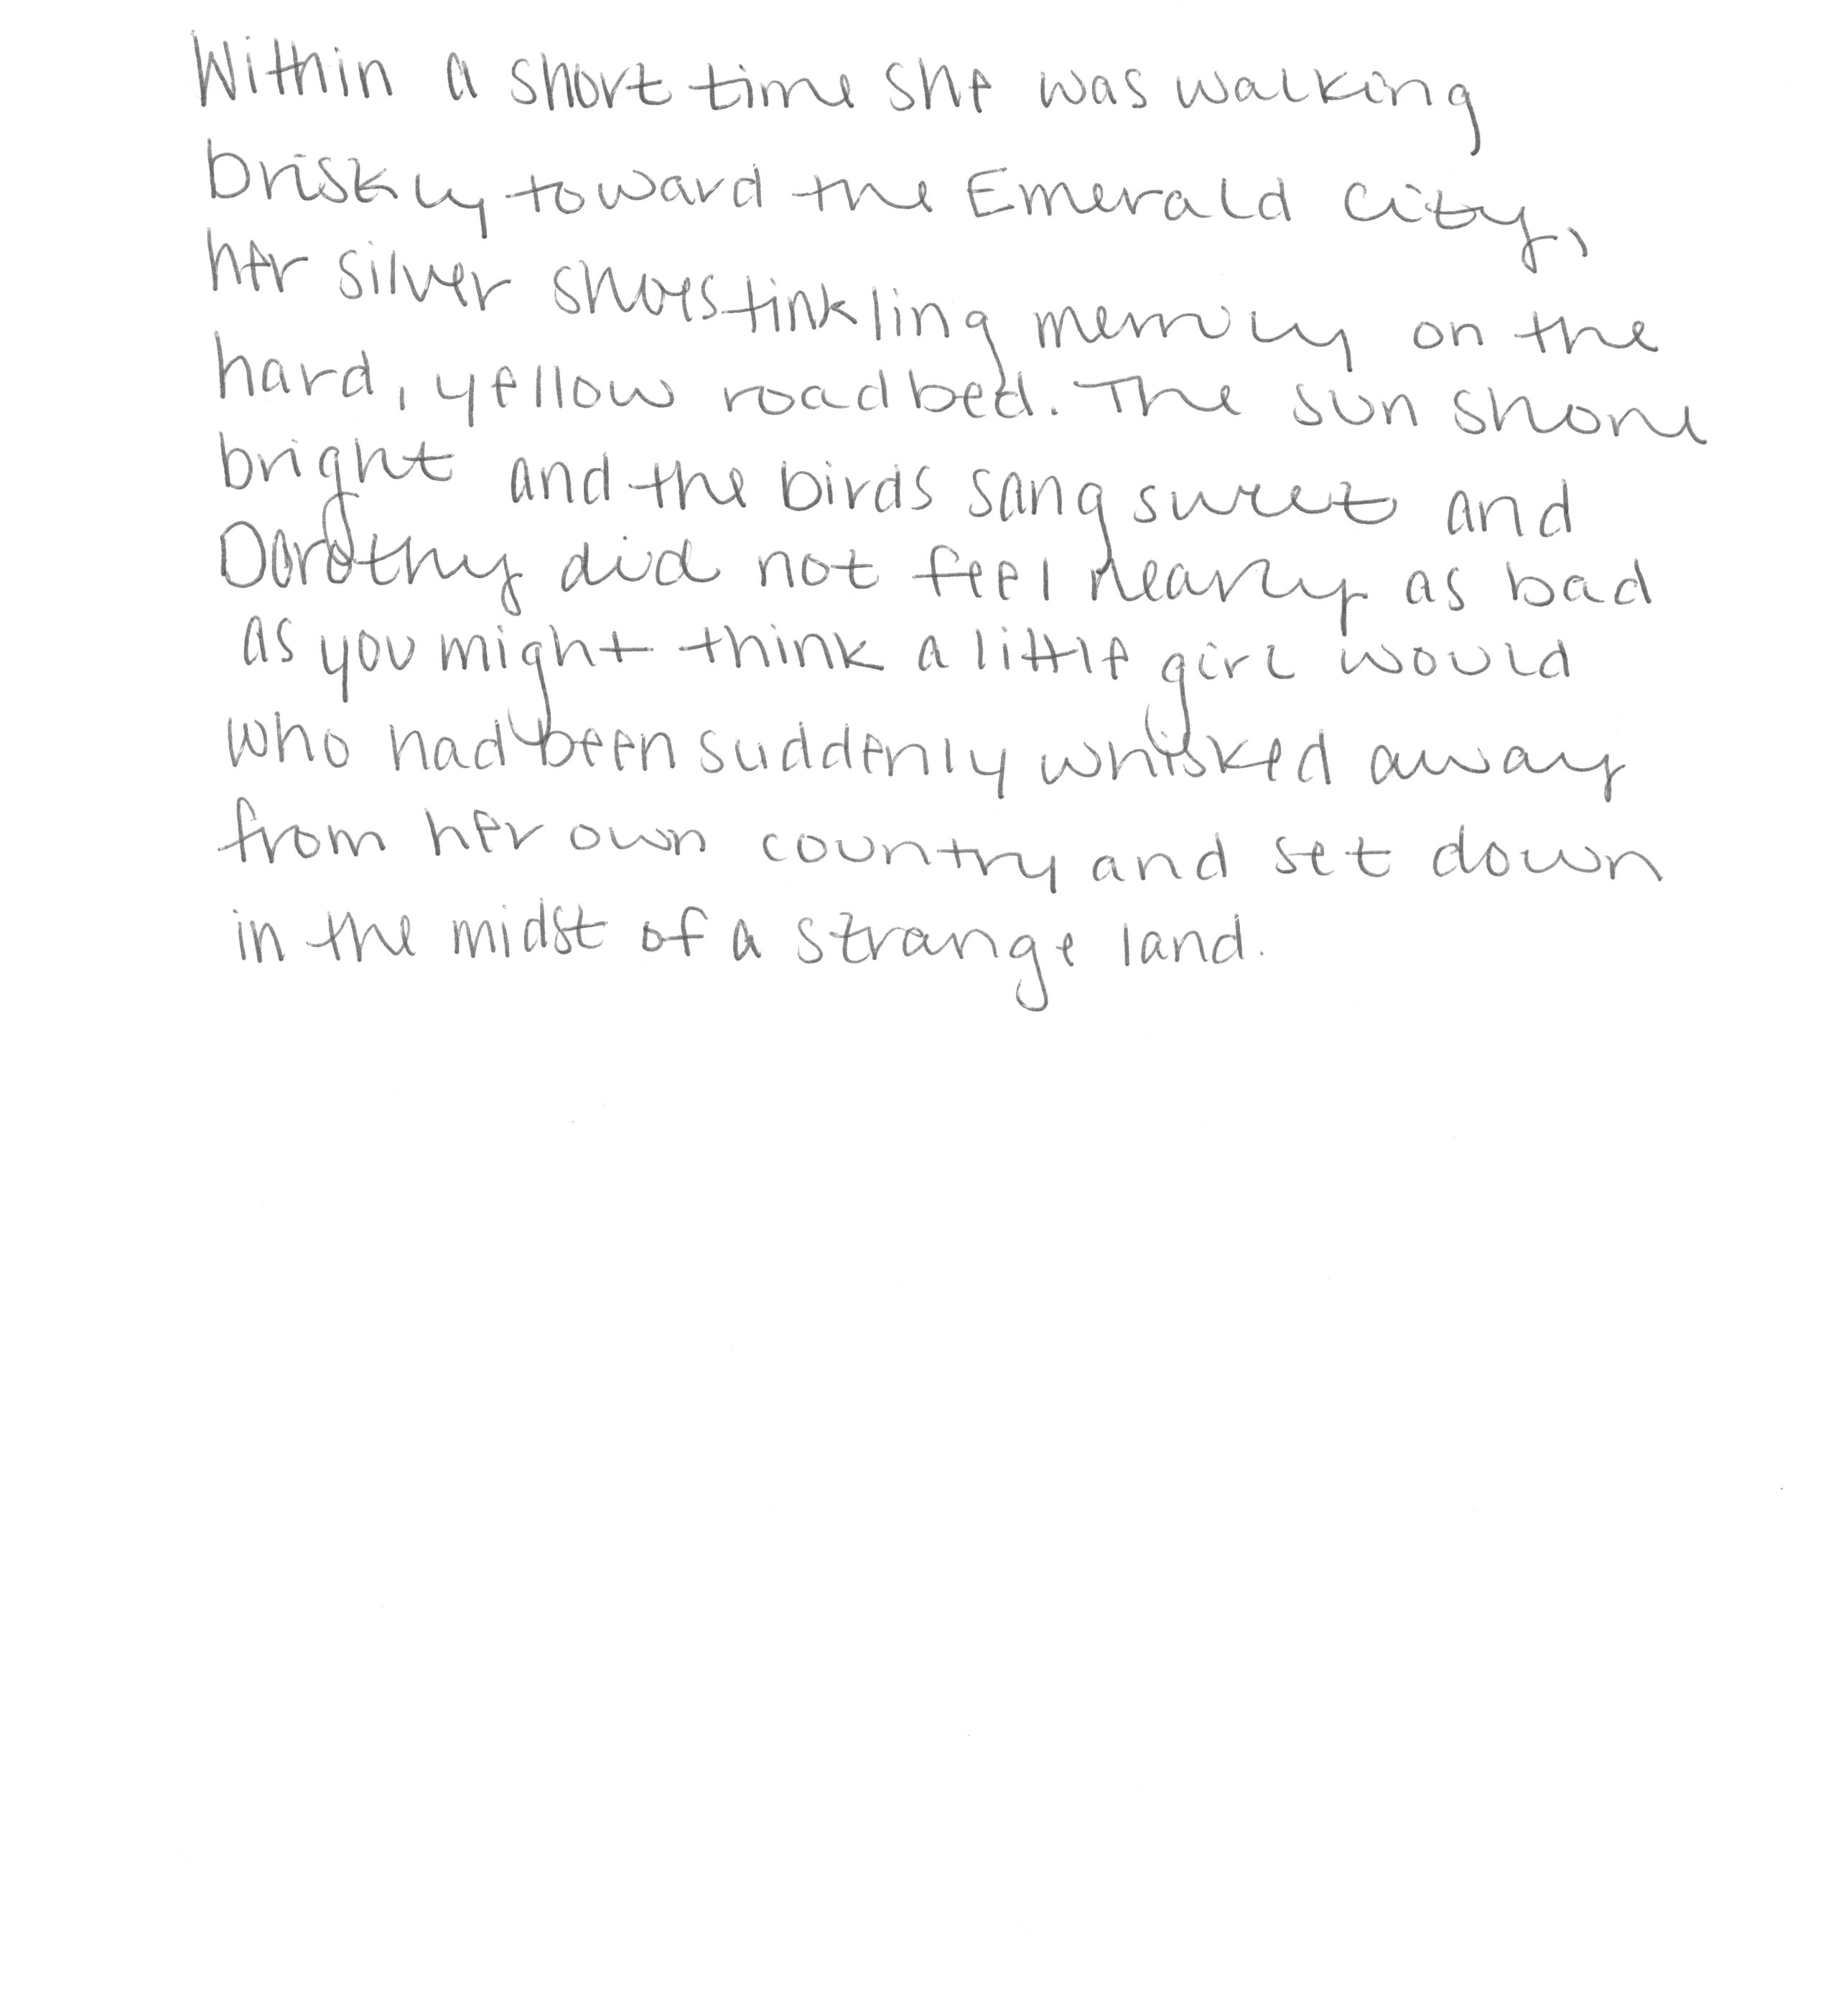 Within a short time she was walking
briskly toward the Emerald City,
her silver shoes tinkling merrily on the
hard, yellow roadbed. The sun shone
bright and the birds sang sweet and
Dorothy did not feel nearly as bad
as you might think a little girl would
who had been suddenly whisked away
from her own country and set down
in the midst of a strange land.